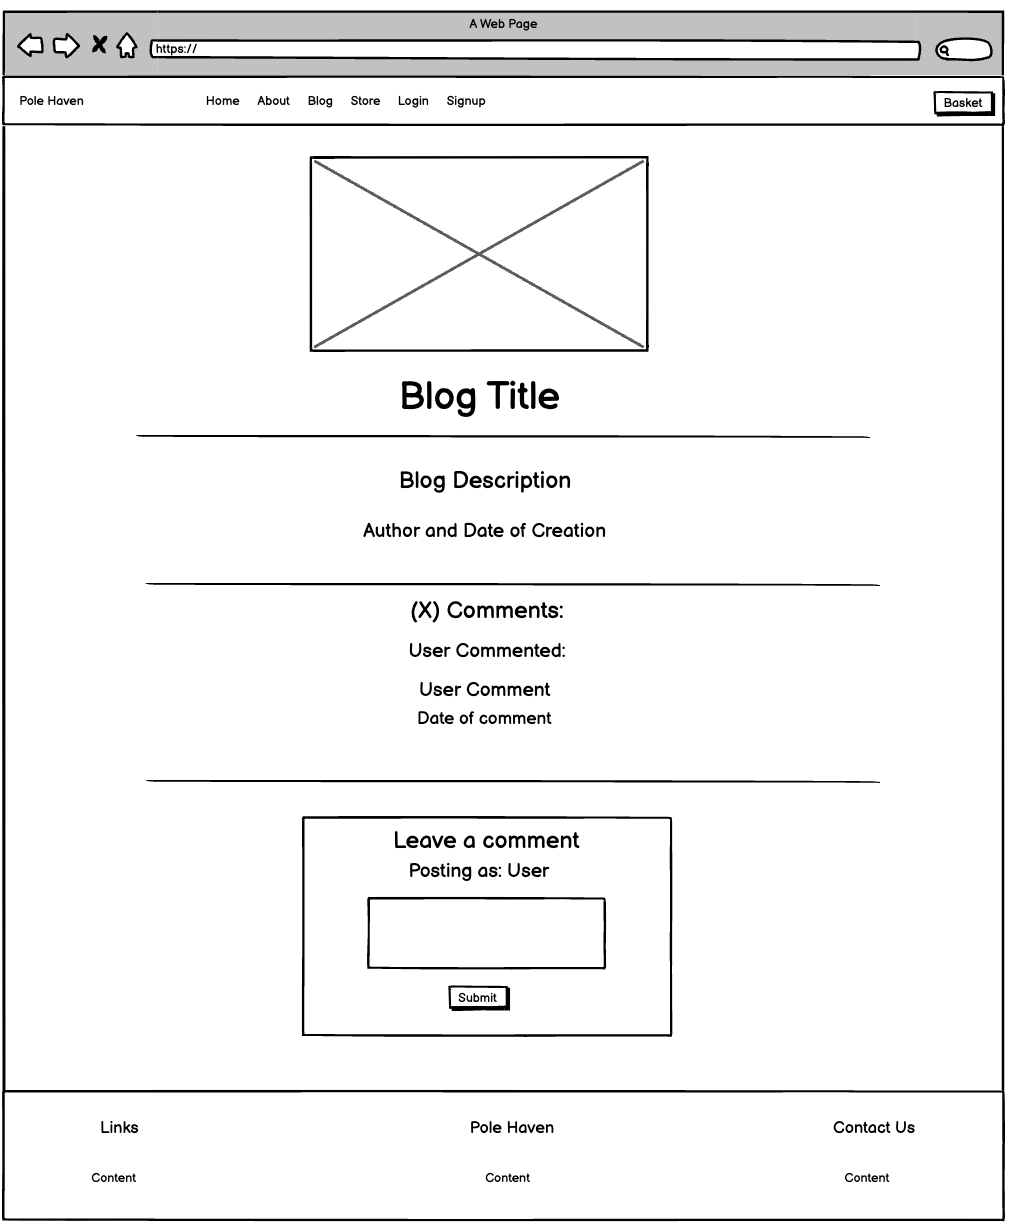 A Web Page
https://
Pole Haven Home About Blog Store Login Signup Basket
Blog Title
Blog Description
Author and Date of Creation
(X) Comments:
User Commented:
User Comment
Date of comment
Leave a comment
Posting as: User
Submit
Links Pole Haven Contact Us
Content Content Content